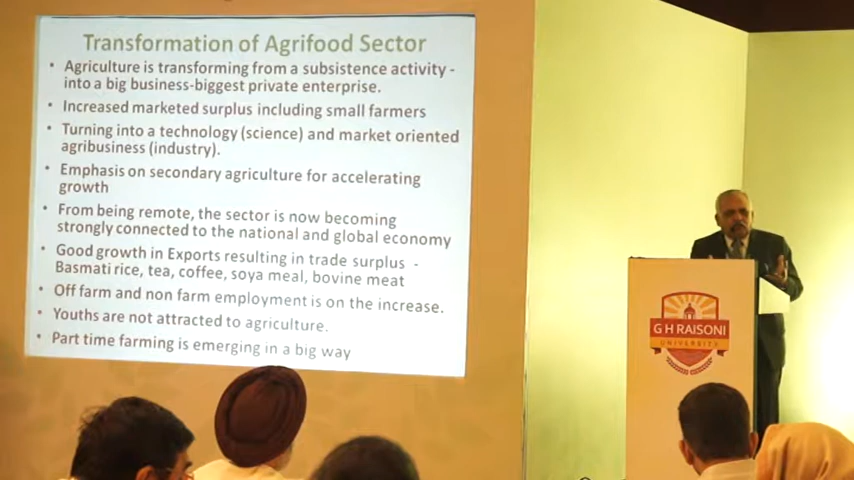 Transformation of Agrifood Sector
• Agriculture is transforming from a subsistence activity -
into a big business-biggest private enterprise.
• Increased marketed surplus including small farmers
• Turning into a technology (science) and market oriented
agribusiness (industry).
• Emphasis on secondary agriculture for accelerating
growth
• From being remote, the sector is now becoming
strongly connected to the national and global economy
• Good growth in Exports resulting in trade surplus -
Basmati rice, tea, coffee, soya meal, bovine meat
• Off farm and non farm employment is on the increase.
• Youths are not attracted to agriculture.
• Part time farming is emerging in a big way
G H RAISONI
UNIVERSITY